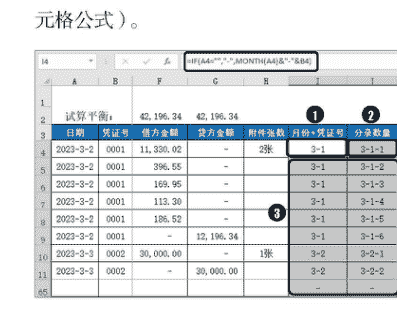 元格公式）。
I4 =IF(A4="","-",MONTH(A4)&"-"&B4)
A B F G H I J
1
2 试算平衡： 42,196.34 42,196.34 ❶ ❷
3 日期 凭证号 借方金额 贷方金额 附件张数 月份+凭证号 分录数量
4 2023-3-2 0001 11,330.02 - 2张 3-1 3-1-1
5 2023-3-2 0001 396.55 - 3-1 3-1-2
6 2023-3-2 0001 169.95 - 3-1 3-1-3
7 2023-3-2 0001 113.30 - 3-1 3-1-4
8 2023-3-2 0001 186.52 - ❸ 3-1 3-1-5
9 2023-3-2 0001 - 12,196.34 3-1 3-1-6
10 2023-3-3 0002 30,000.00 - 1张 3-2 3-2-1
11 2023-3-3 0002 - 30,000.00 3-2 3-2-2
65 - -